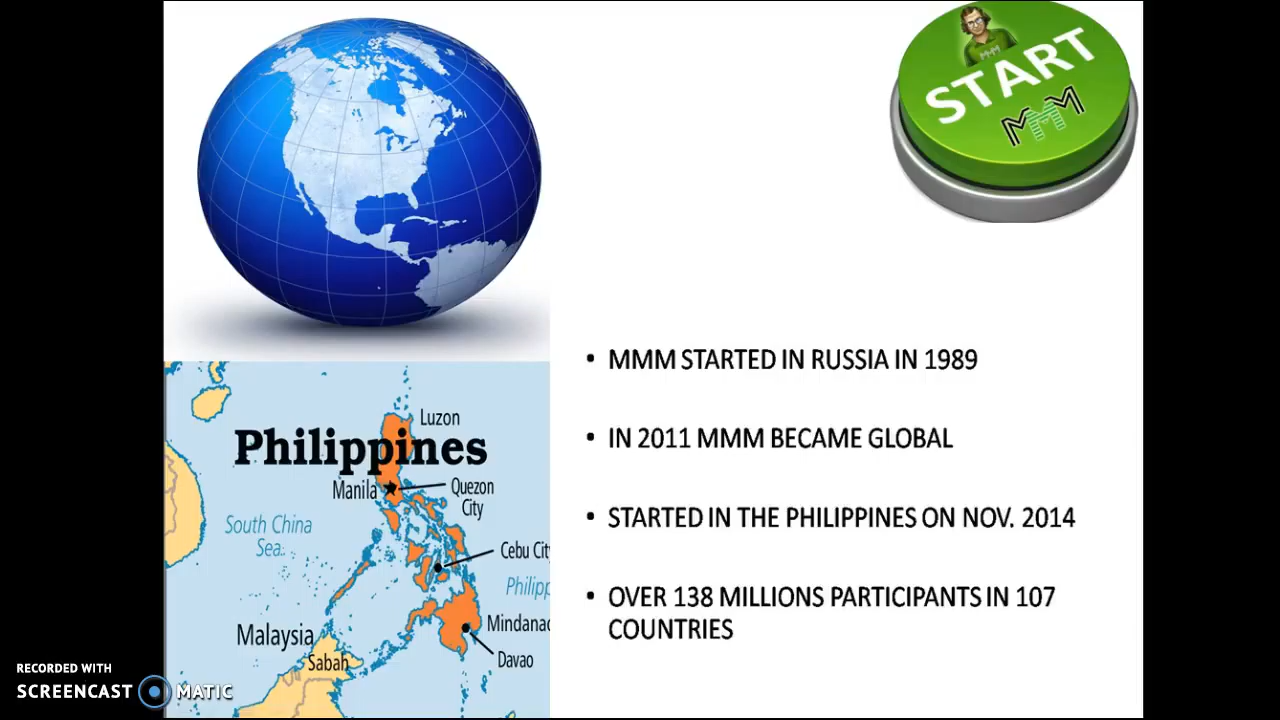 START
MMM
• MMM STARTED IN RUSSIA IN 1989
• IN 2011 MMM BECAME GLOBAL
• STARTED IN THE PHILIPPINES ON NOV. 2014
• OVER 138 MILLIONS PARTICIPANTS IN 107
COUNTRIES
Luzon
Philippines
Manila
Quezon
City
South China
Sea
Cebu City
Philipp
Malaysia
Mindanao
Sabah
Davao
RECORDED WITH
SCREENCAST MATIC